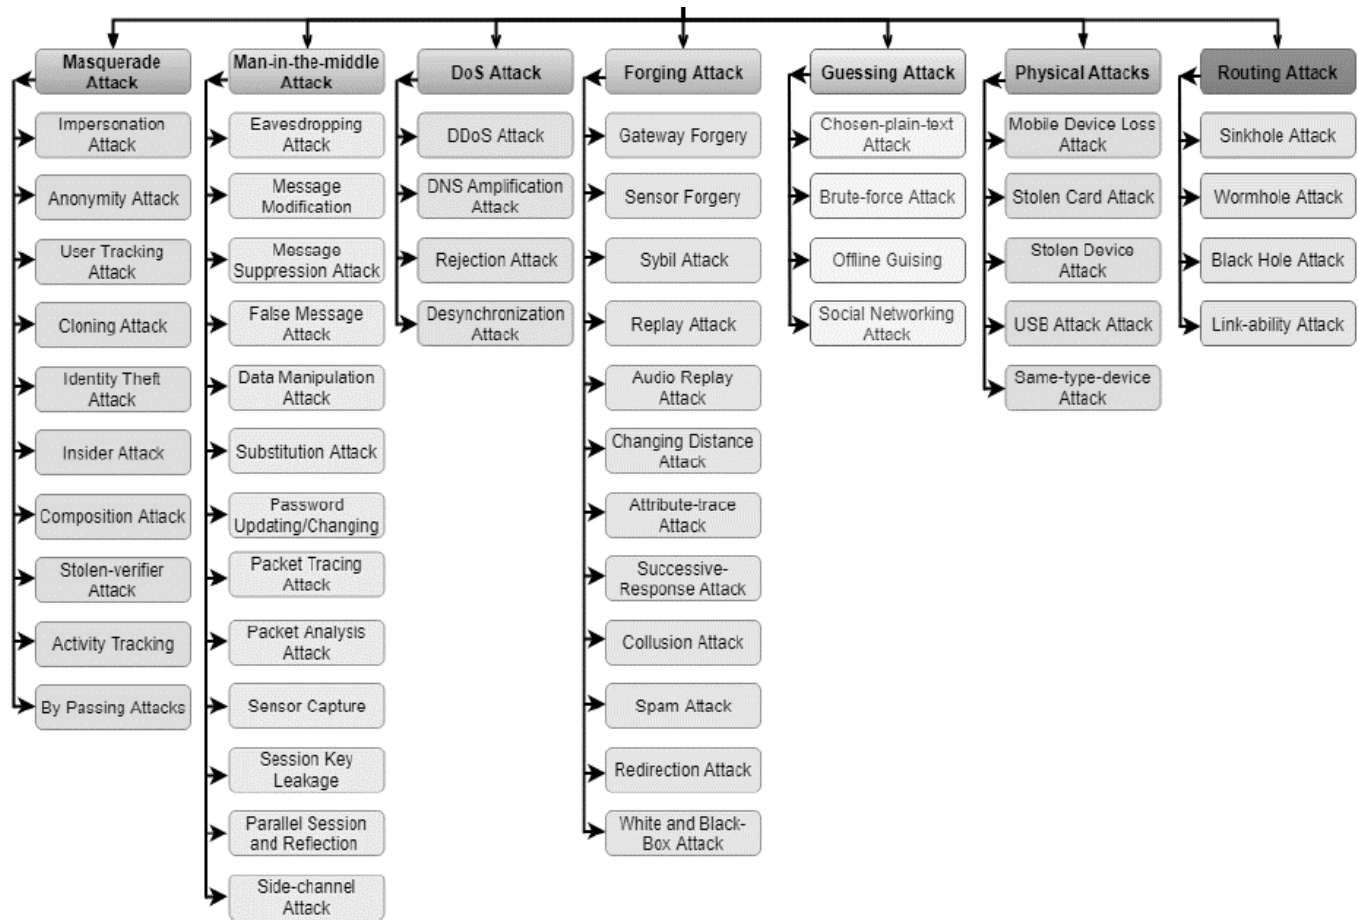 Masquerade
Attack
Impersonation
Attack
Anonymity Attack
User Tracking
Attack
Cloning Attack
Identity Theft
Attack
Insider Attack
Composition Attack
Stolen-verifier
Attack
Activity Tracking
By Passing Attacks
Man-in-the-middle
Attack
Eavesdropping
Attack
Message
Modification
Message
Suppression Attack
False Message
Attack
Data Manipulation
Attack
Substitution Attack
Password
Updating/Changing
Packet Tracing
Attack
Packet Analysis
Attack
Sensor Capture
Session Key
Leakage
Parallel Session
and Reflection
Side-channel
Attack
DoS Attack
DDoS Attack
DNS Amplification
Attack
Rejection Attack
Desynchronization
Attack
Forging Attack
Gateway Forgery
Sensor Forgery
Sybil Attack
Replay Attack
Audio Replay
Attack
Changing Distance
Attack
Attribute-trace
Attack
Successive-
Response Attack
Collusion Attack
Spam Attack
Redirection Attack
White and Black-
Box Attack
Guessing Attack
Chosen-plain-text
Attack
Brute-force Attack
Offline Guising
Social Networking
Attack
Physical Attacks
Mobile Device Loss
Attack
Stolen Card Attack
Stolen Device
Attack
USB Attack Attack
Same-type-device
Attack
Routing Attack
Sinkhole Attack
Wormhole Attack
Black Hole Attack
Link-ability Attack